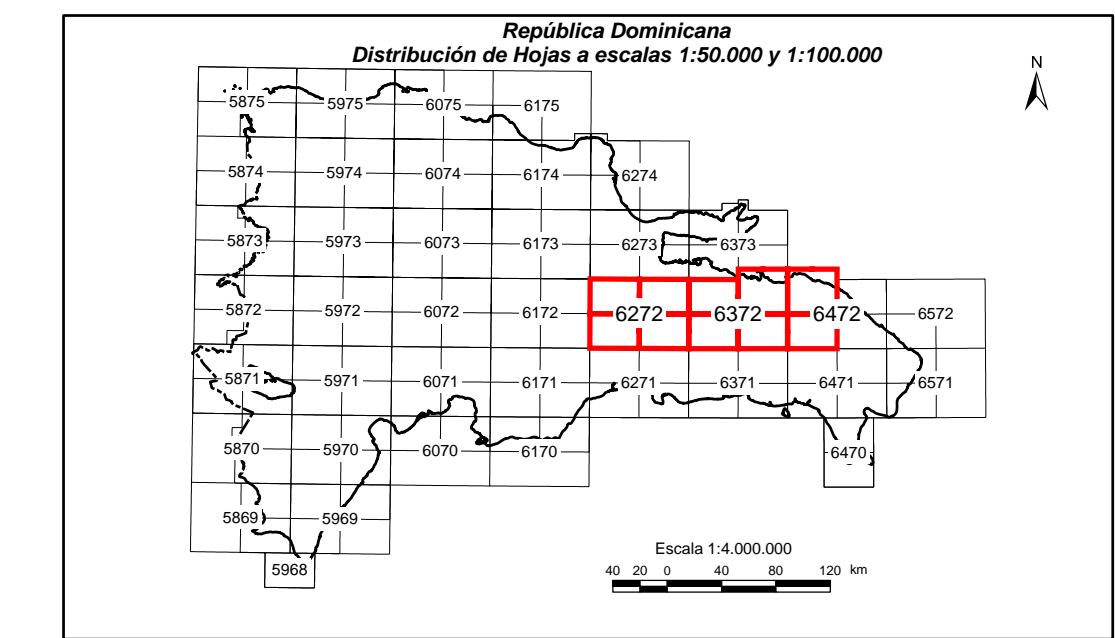 República Dominicana
Distribución de Hojas a escalas 1:50.000 y 1:100.000
N
5875 5975 6075 6175
5874 5974 6074 6174 6274
5873 5973 6073 6173 6273 6373
5872 5972 6072 6172 6272 6372 6472 6572
5871 5971 6071 6171 6271 6371 6471 6571
5870 5970 6070 6170 6470
5869 5969
5968
Escala 1:4.000.000
40 20 0 40 80 120 km